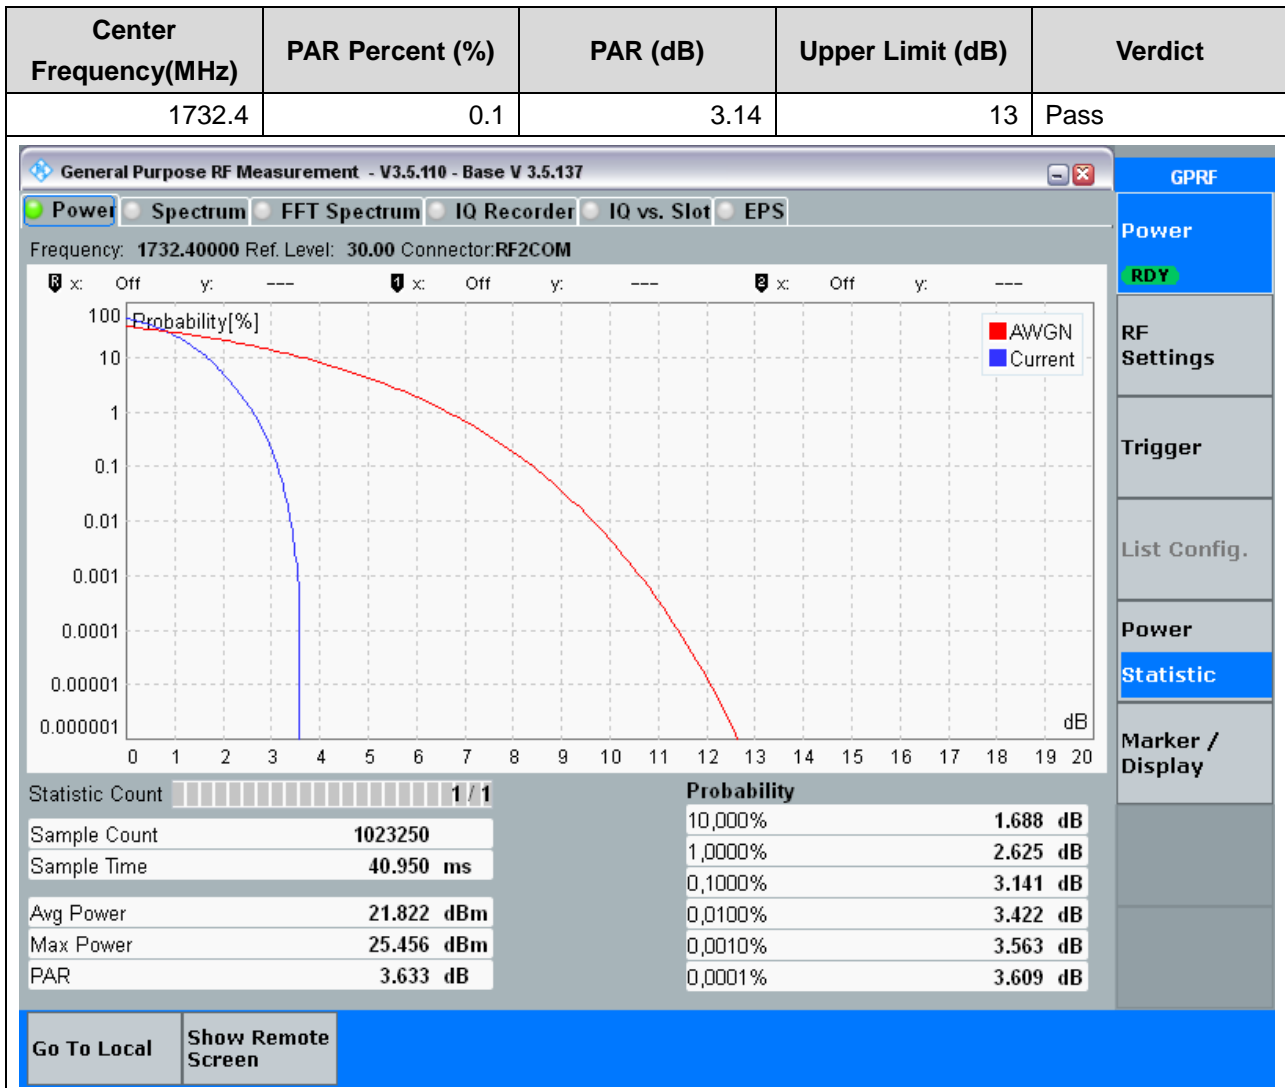 Center Frequency(MHz) PAR Percent (%) PAR (dB) Upper Limit (dB) Verdict
1732.4 0.1 3.14 13 Pass
General Purpose RF Measurement - V3.5.110 - Base V 3.5.137
Power Spectrum FFT Spectrum IQ Recorder IQ vs. Slot EPS
Frequency: 1732.40000 Ref. Level: 30.00 Connector:RF2COM
R x: Off y: --- 1 x: Off y: --- 2 x: Off y: ---
Probability[%]
AWGN
Current
100
10
1
0.1
0.01
0.001
0.0001
0.00001
0.000001
dB
0 1 2 3 4 5 6 7 8 9 10 11 12 13 14 15 16 17 18 19 20
Statistic Count 1 / 1
Sample Count 1023250
Sample Time 40.950 ms
Avg Power 21.822 dBm
Max Power 25.456 dBm
PAR 3.633 dB
Probability
10,000% 1.688 dB
1,0000% 2.625 dB
0,1000% 3.141 dB
0,0100% 3.422 dB
0,0010% 3.563 dB
0,0001% 3.609 dB
GPRF
Power
RDY
RF
Settings
Trigger
List Config.
Power
Statistic
Marker /
Display
Go To Local
Show Remote
Screen